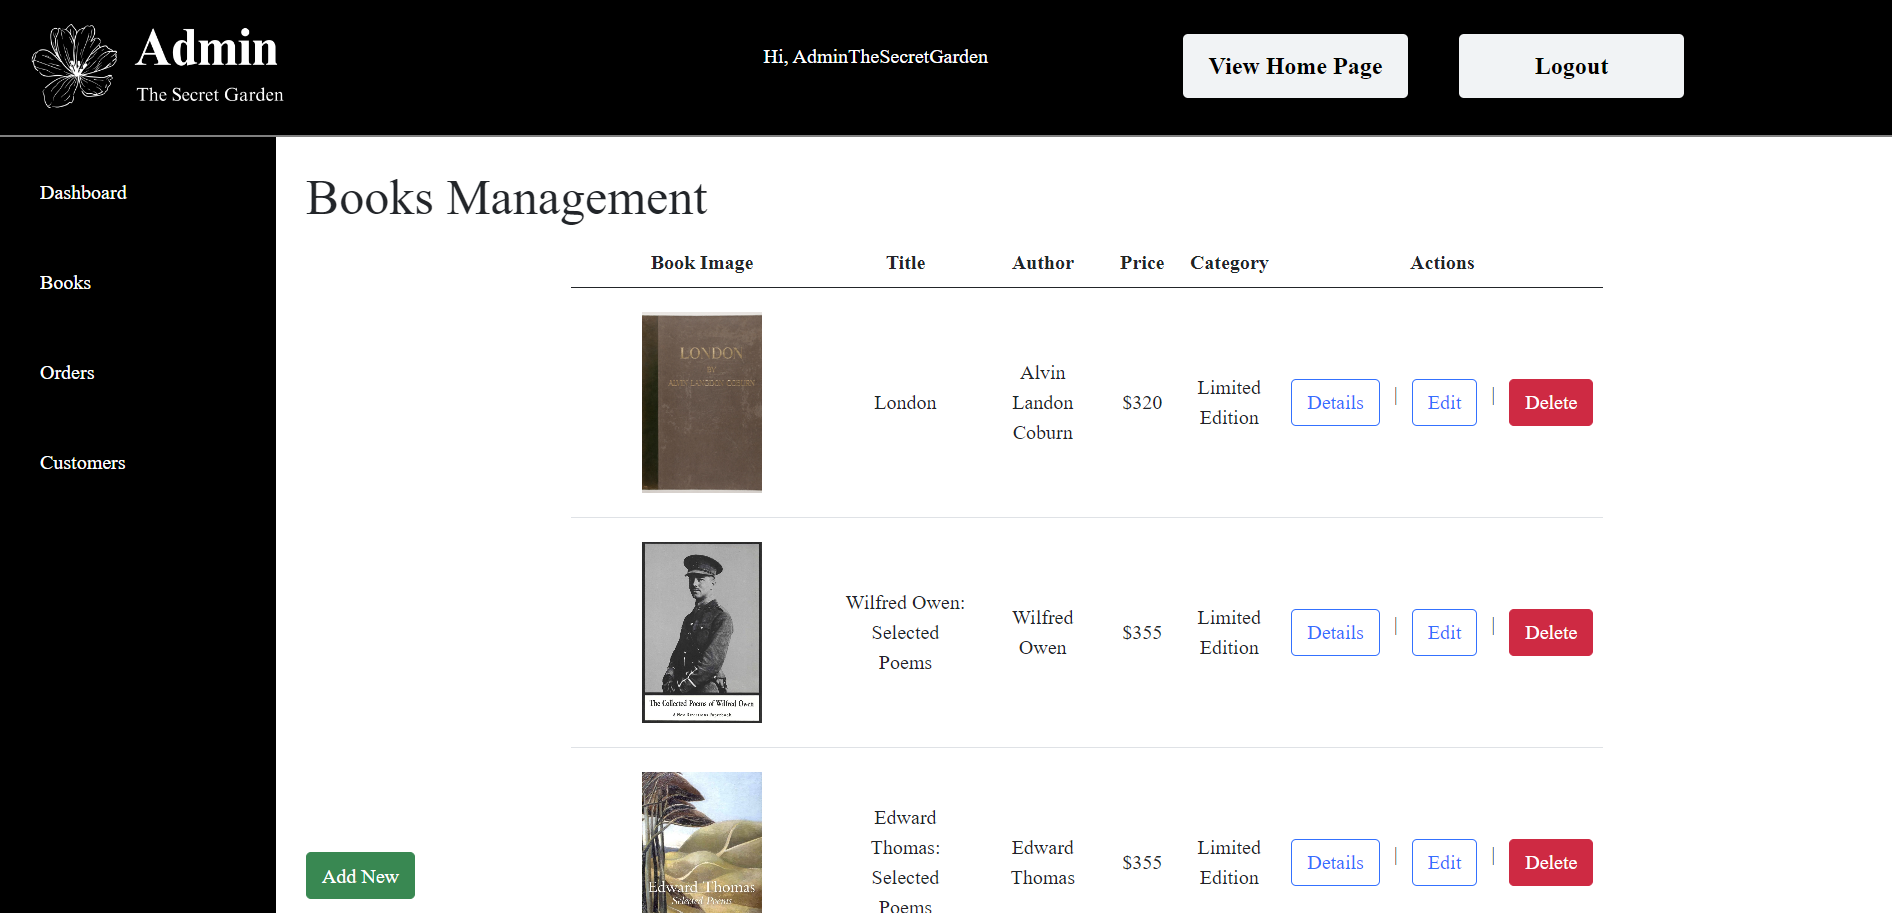 Admin
The Secret Garden
Hi, AdminTheSecretGarden
View Home Page
Logout
Dashboard
Books
Orders
Customers
Books Management
Book Image Title Author Price Category Actions
LONDON
BY
ALVIN LANGDON COBURN
London
Alvin
Landon
Coburn
$320
Limited
Edition
Details | Edit | Delete
The Collected Poems of Wilfred Owen
A New Directions Paperbook
Wilfred Owen:
Selected
Poems
Wilfred
Owen
$355
Limited
Edition
Details | Edit | Delete
Edward Thomas
Selected Poems
Edward
Thomas:
Selected
Poems
Edward
Thomas
$355
Limited
Edition
Details | Edit | Delete
Add New